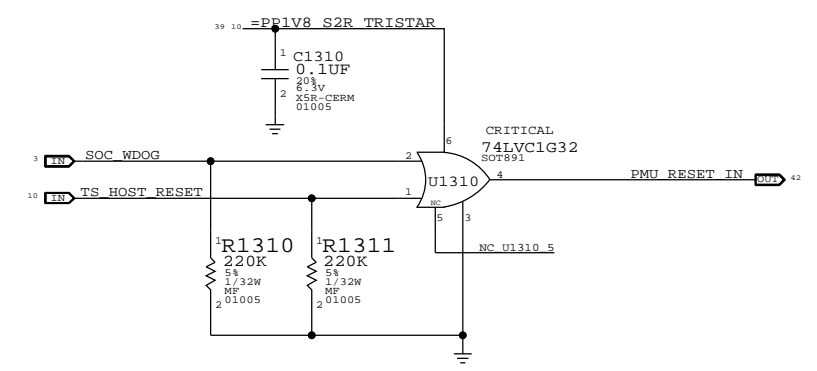 39 10 =PP1V8_S2R_TRISTAR
1 C1310
0.1UF
20%
6.3V
2 X5R-CERM
01005
6
CRITICAL
74LVC1G32
SOT891
3 IN SOC_WDOG 2
U1310 4 PMU_RESET_IN OUT 42
10 IN TS_HOST_RESET 1
NC
5 3
NC_U1310_5
1 R1310
220K
5%
1/32W
MF
2 01005
1 R1311
220K
5%
1/32W
MF
2 01005